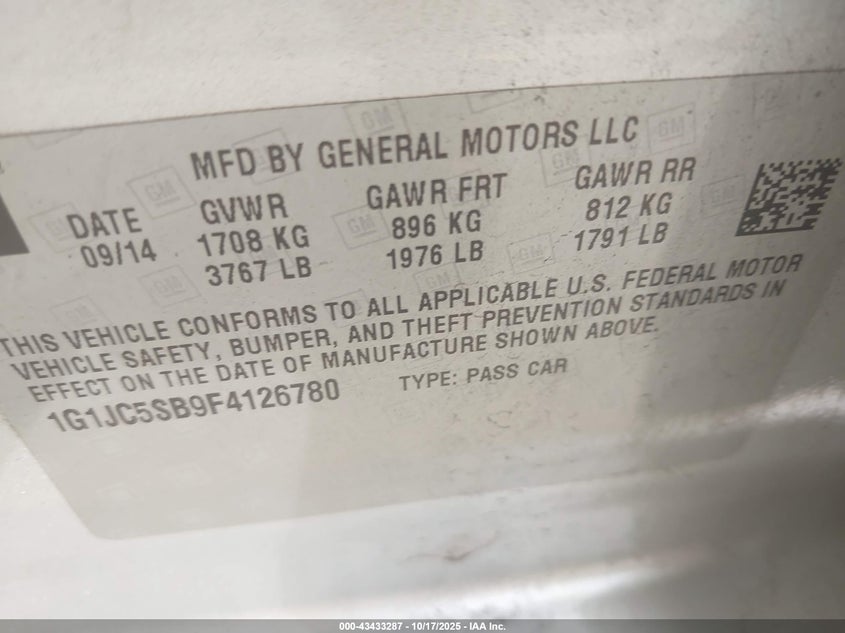 MFD BY GENERAL MOTORS LLC
DATE GVWR GAWR FRT GAWR RR
09/14 1708 KG 896 KG 812 KG
3767 LB 1976 LB 1791 LB
THIS VEHICLE CONFORMS TO ALL APPLICABLE U.S. FEDERAL MOTOR
VEHICLE SAFETY, BUMPER, AND THEFT PREVENTION STANDARDS IN
EFFECT ON THE DATE OF MANUFACTURE SHOWN ABOVE.
1G1JC5SB9F4126780 TYPE: PASS CAR
000-43433287 - 10/17/2025 - IAA Inc.